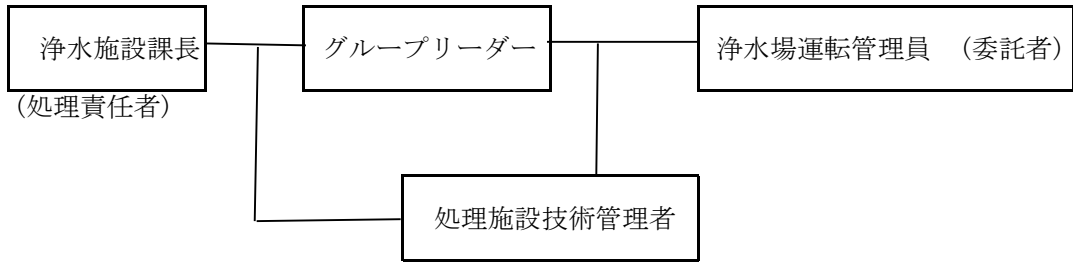 浄水施設課長
グループリーダー
浄水場運転管理員 (委託者)
(処理責任者)
処理施設技術管理者